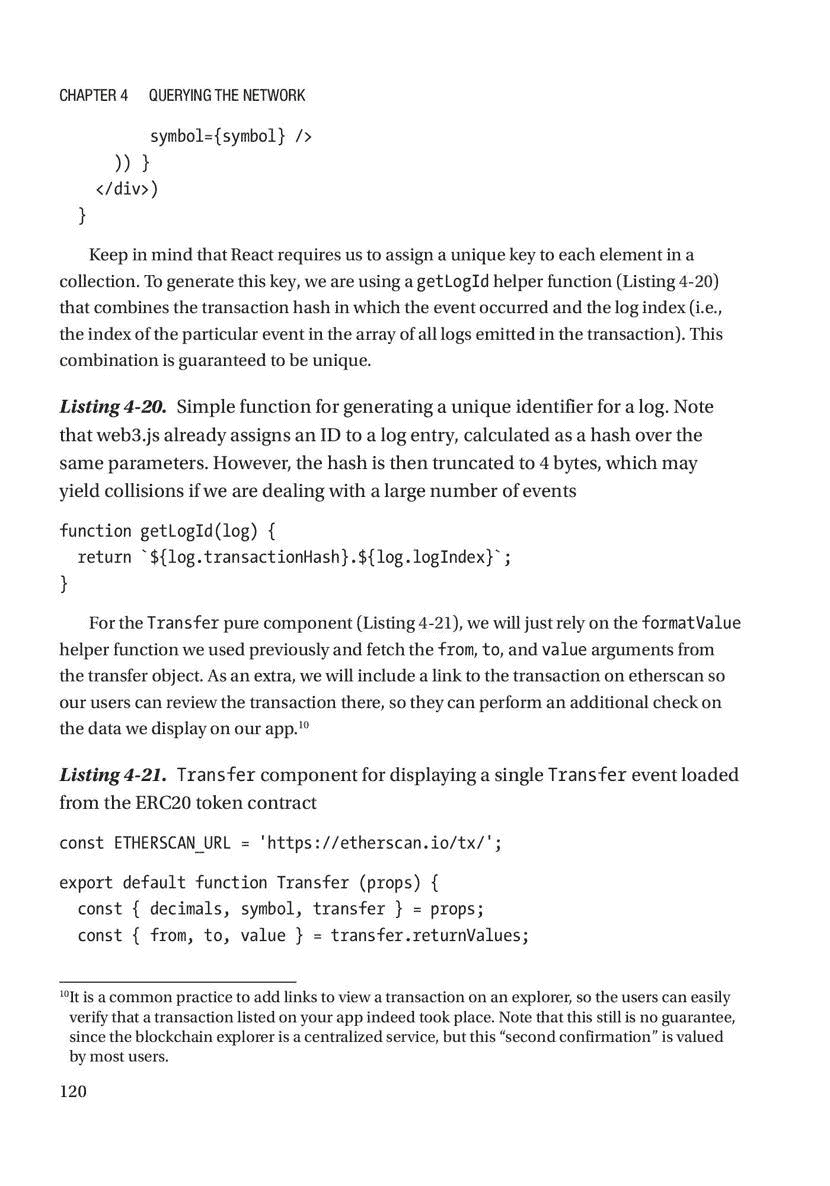 CHAPTER 4 QUERYING THE NETWORK
symbol={symbol} />
)) }
</div>)
}
Keep in mind that React requires us to assign a unique key to each element in a
collection. To generate this key, we are using a getLogId helper function (Listing 4-20)
that combines the transaction hash in which the event occurred and the log index (i.e.,
the index of the particular event in the array of all logs emitted in the transaction). This
combination is guaranteed to be unique.
Listing 4-20. Simple function for generating a unique identifier for a log. Note
that web3.js already assigns an ID to a log entry, calculated as a hash over the
same parameters. However, the hash is then truncated to 4 bytes, which may
yield collisions if we are dealing with a large number of events
function getLogId(log) {
return `${log.transactionHash}.${log.logIndex}`;
}
For the Transfer pure component (Listing 4-21), we will just rely on the formatValue
helper function we used previously and fetch the from, to, and value arguments from
the transfer object. As an extra, we will include a link to the transaction on etherscan so
our users can review the transaction there, so they can perform an additional check on
the data we display on our app.10
Listing 4-21. Transfer component for displaying a single Transfer event loaded
from the ERC20 token contract
const ETHERSCAN_URL = 'https://etherscan.io/tx/';
export default function Transfer (props) {
const { decimals, symbol, transfer } = props;
const { from, to, value } = transfer.returnValues;
10It is a common practice to add links to view a transaction on an explorer, so the users can easily
verify that a transaction listed on your app indeed took place. Note that this still is no guarantee,
since the blockchain explorer is a centralized service, but this “second confirmation” is valued
by most users.
120